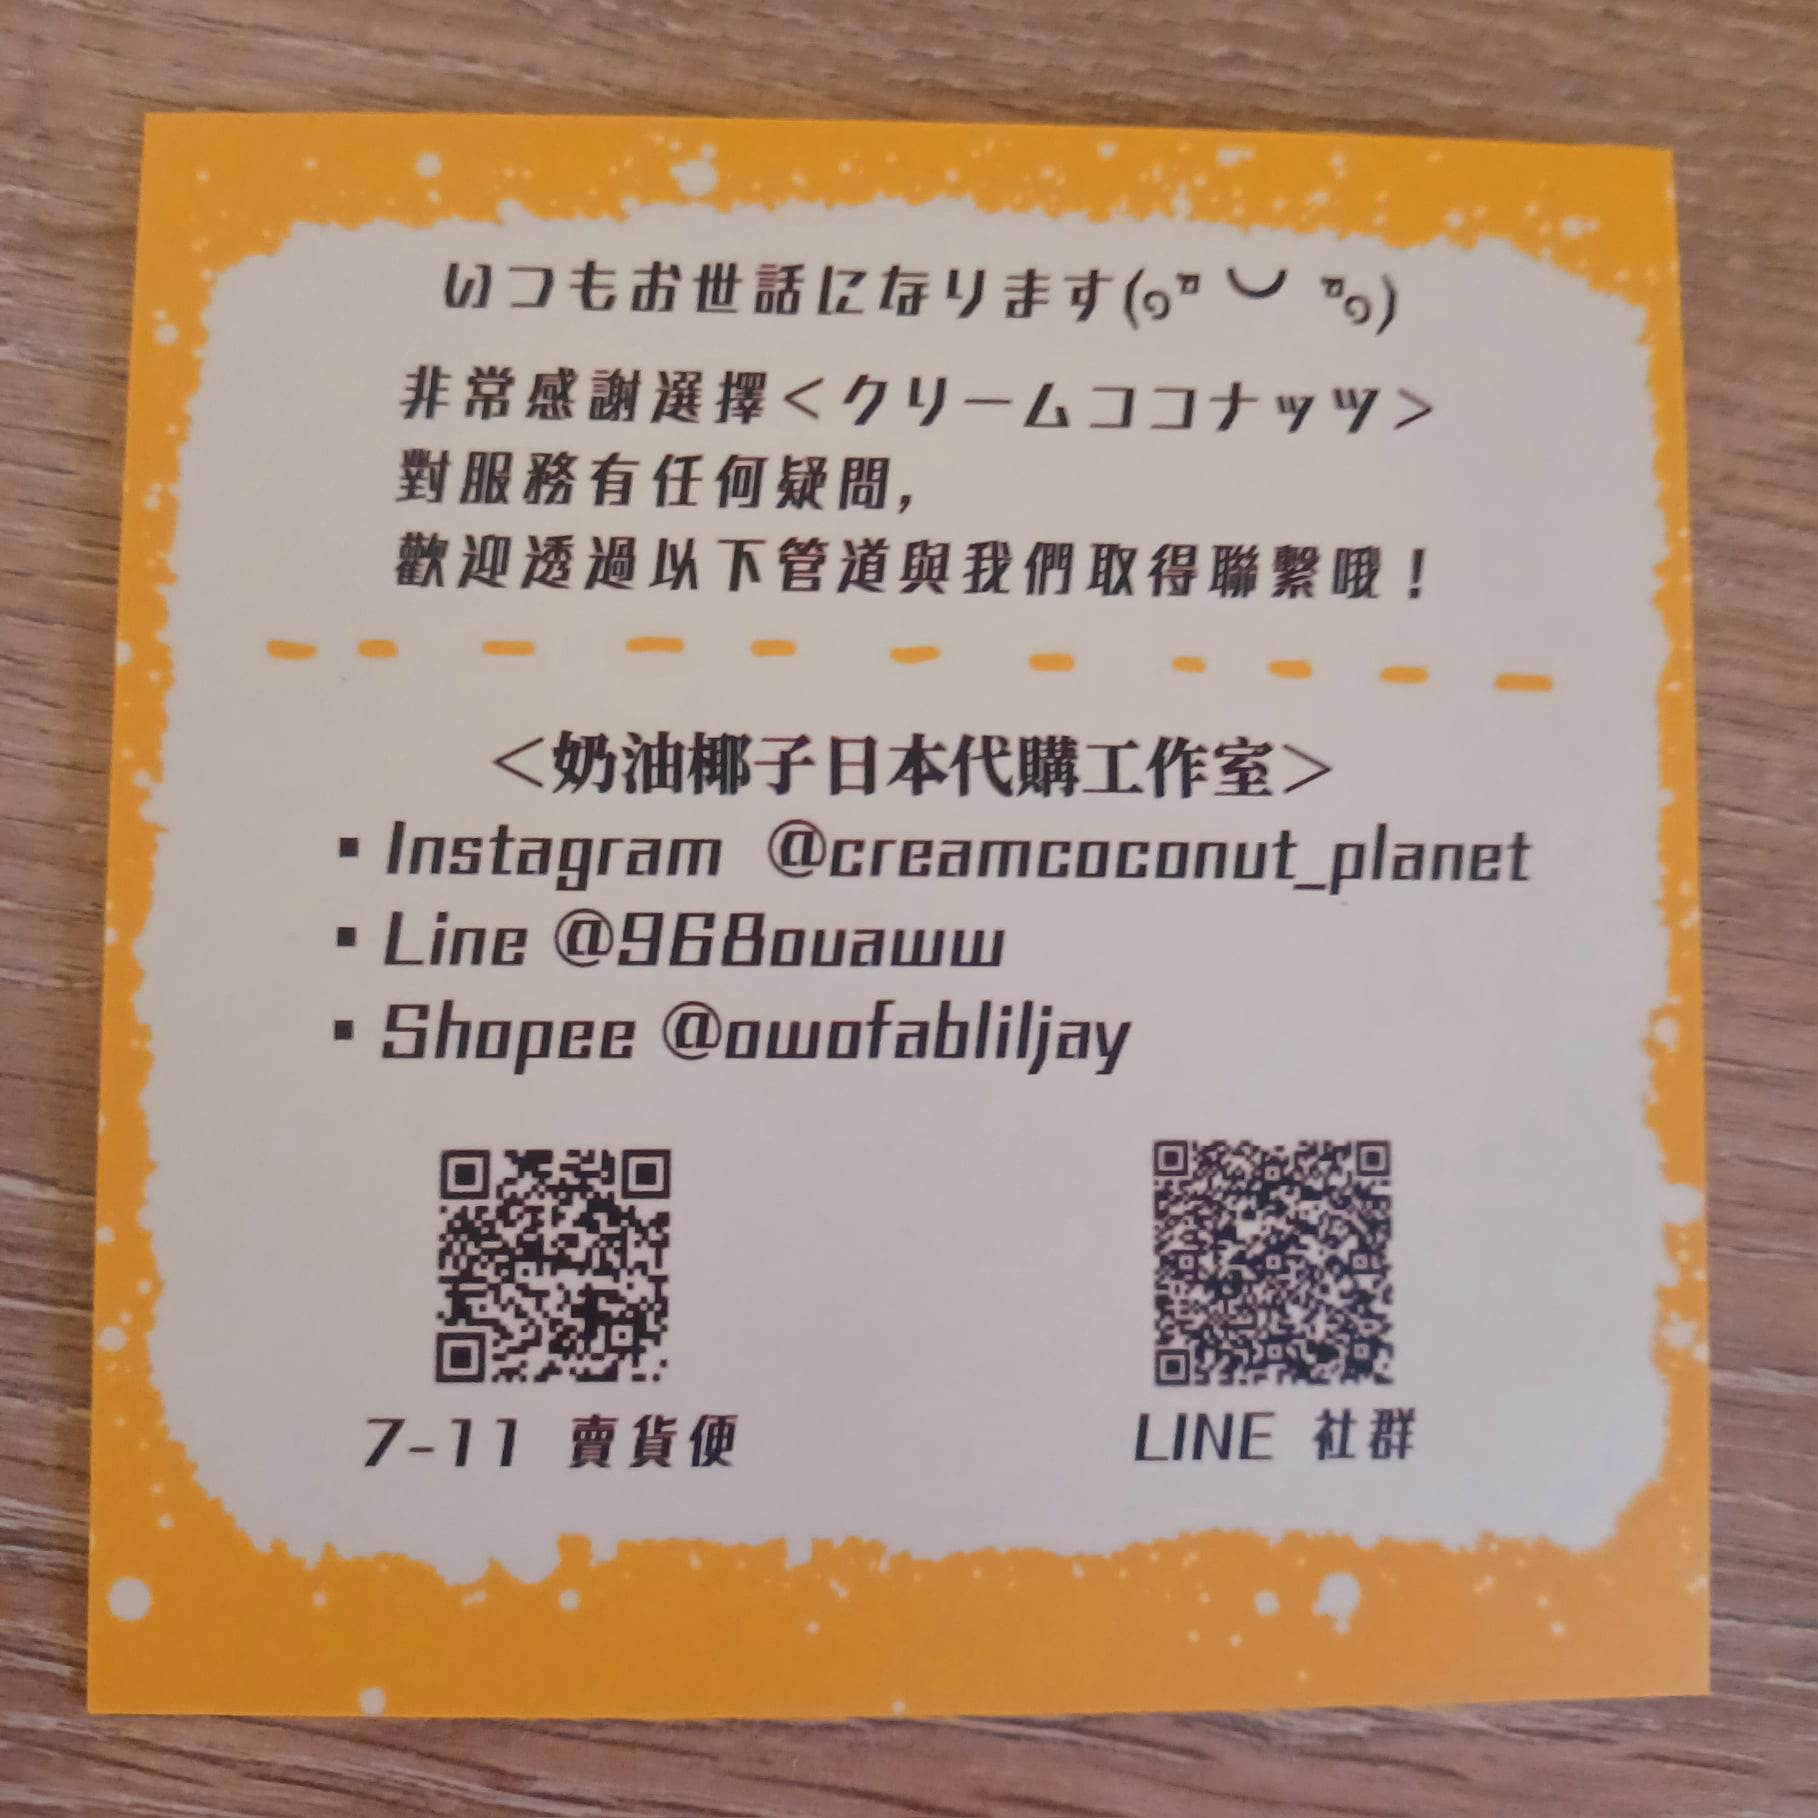 いつもお世話になります(๑ᐢ ᵕ ᐢ๑)
非常感謝選擇＜クリームココナッツ＞
對服務有任何疑問，
歡迎透過以下管道與我們取得聯繫哦！
＜奶油椰子日本代購工作室＞
▪ Instagram @creamcoconut_planet
▪ Line @968ouaww
▪ Shopee @owofabliljay
7-11 賣貨便
LINE 社群